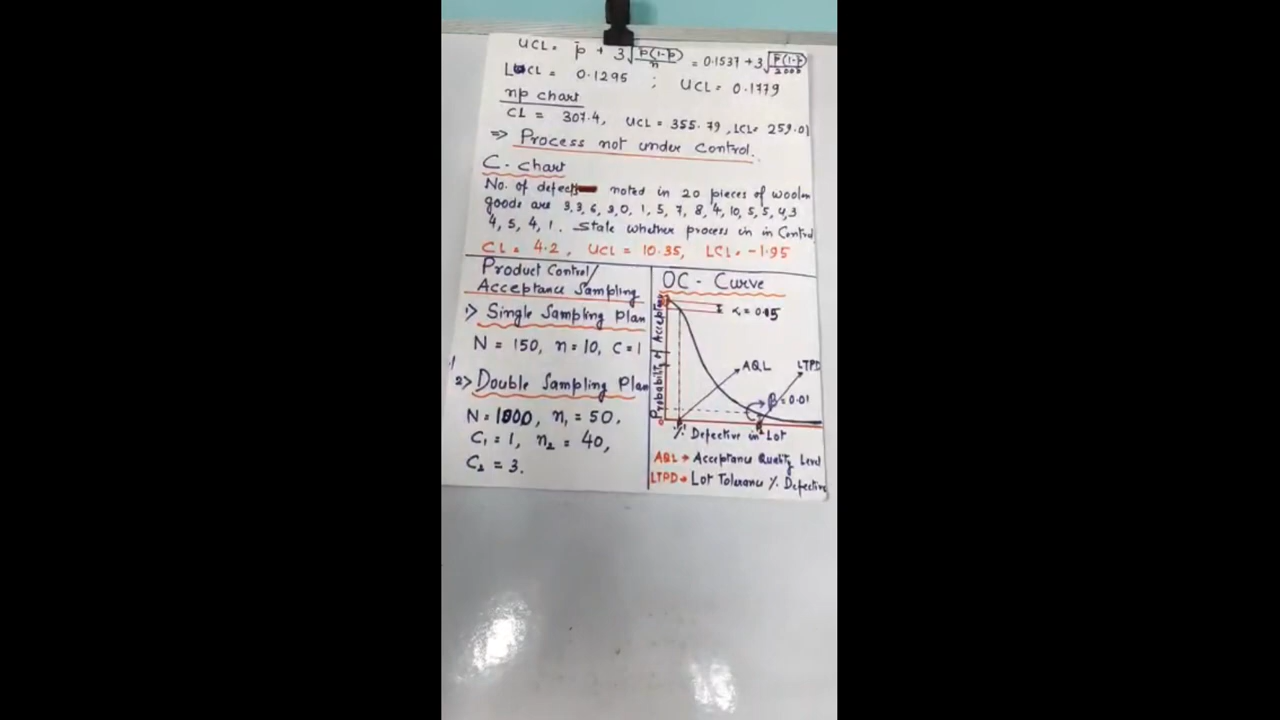 UCL = p̄ + 3√p(1-p)/n = 0.1537 + 3√p(1-p)/2000
LCL = 0.1295 ; UCL = 0.1779
np chart
CL = 307.4, UCL = 355.79, LCL = 259.01
⇒ Process not under control.
C - chart
No. of defects noted in 20 pieces of woolen
goods are 3, 3, 6, 3, 0, 1, 5, 7, 8, 4, 10, 5, 5, 4, 3
4, 5, 4, 1. State whether process in in Control
CL = 4.2, UCL = 10.35, LCL = -1.95
Product Control/
Acceptance Sampling
1> Single Sampling Plan
N = 150, n = 10, C = 1
2> Double Sampling Plan
N = 1000, n₁ = 50,
C₁ = 1, n₂ = 40,
C₂ = 3.
OC - Curve
Probability of Acceptance
α = 0.05
AQL
LTPD
β = 0.01
% Defective in Lot
AQL → Acceptance Quality Level
LTPD → Lot Tolerance % Defective